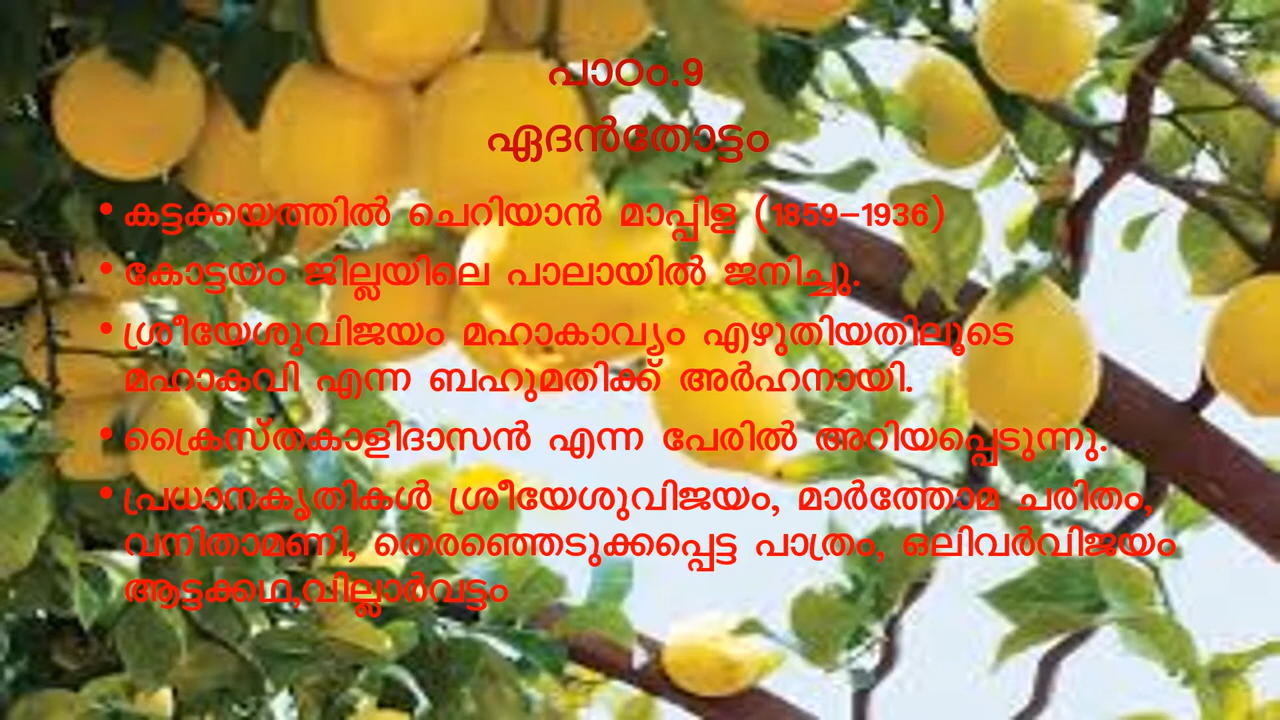 പാഠം.9
ഏദൻതോട്ടം
• കട്ടക്കയത്തിൽ ചെറിയാൻ മാപ്പിള (1859-1936)
• കോട്ടയം ജില്ലയിലെ പാലായിൽ ജനിച്ചു.
• ശ്രീയേശുവിജയം മഹാകാവ്യം എഴുതിയതിലൂടെ
മഹാകവി എന്ന ബഹുമതിക്ക് അർഹനായി.
• ക്രൈസ്തകാളിദാസൻ എന്ന പേരിൽ അറിയപ്പെടുന്നു.
• പ്രധാനകൃതികൾ ശ്രീയേശുവിജയം, മാർത്തോമ ചരിതം,
വനിതാമണി, തെരഞ്ഞെടുക്കപ്പെട്ട പാത്രം, ഒലിവർവിജയം
ആട്ടക്കഥ,വില്ലാർവട്ടം